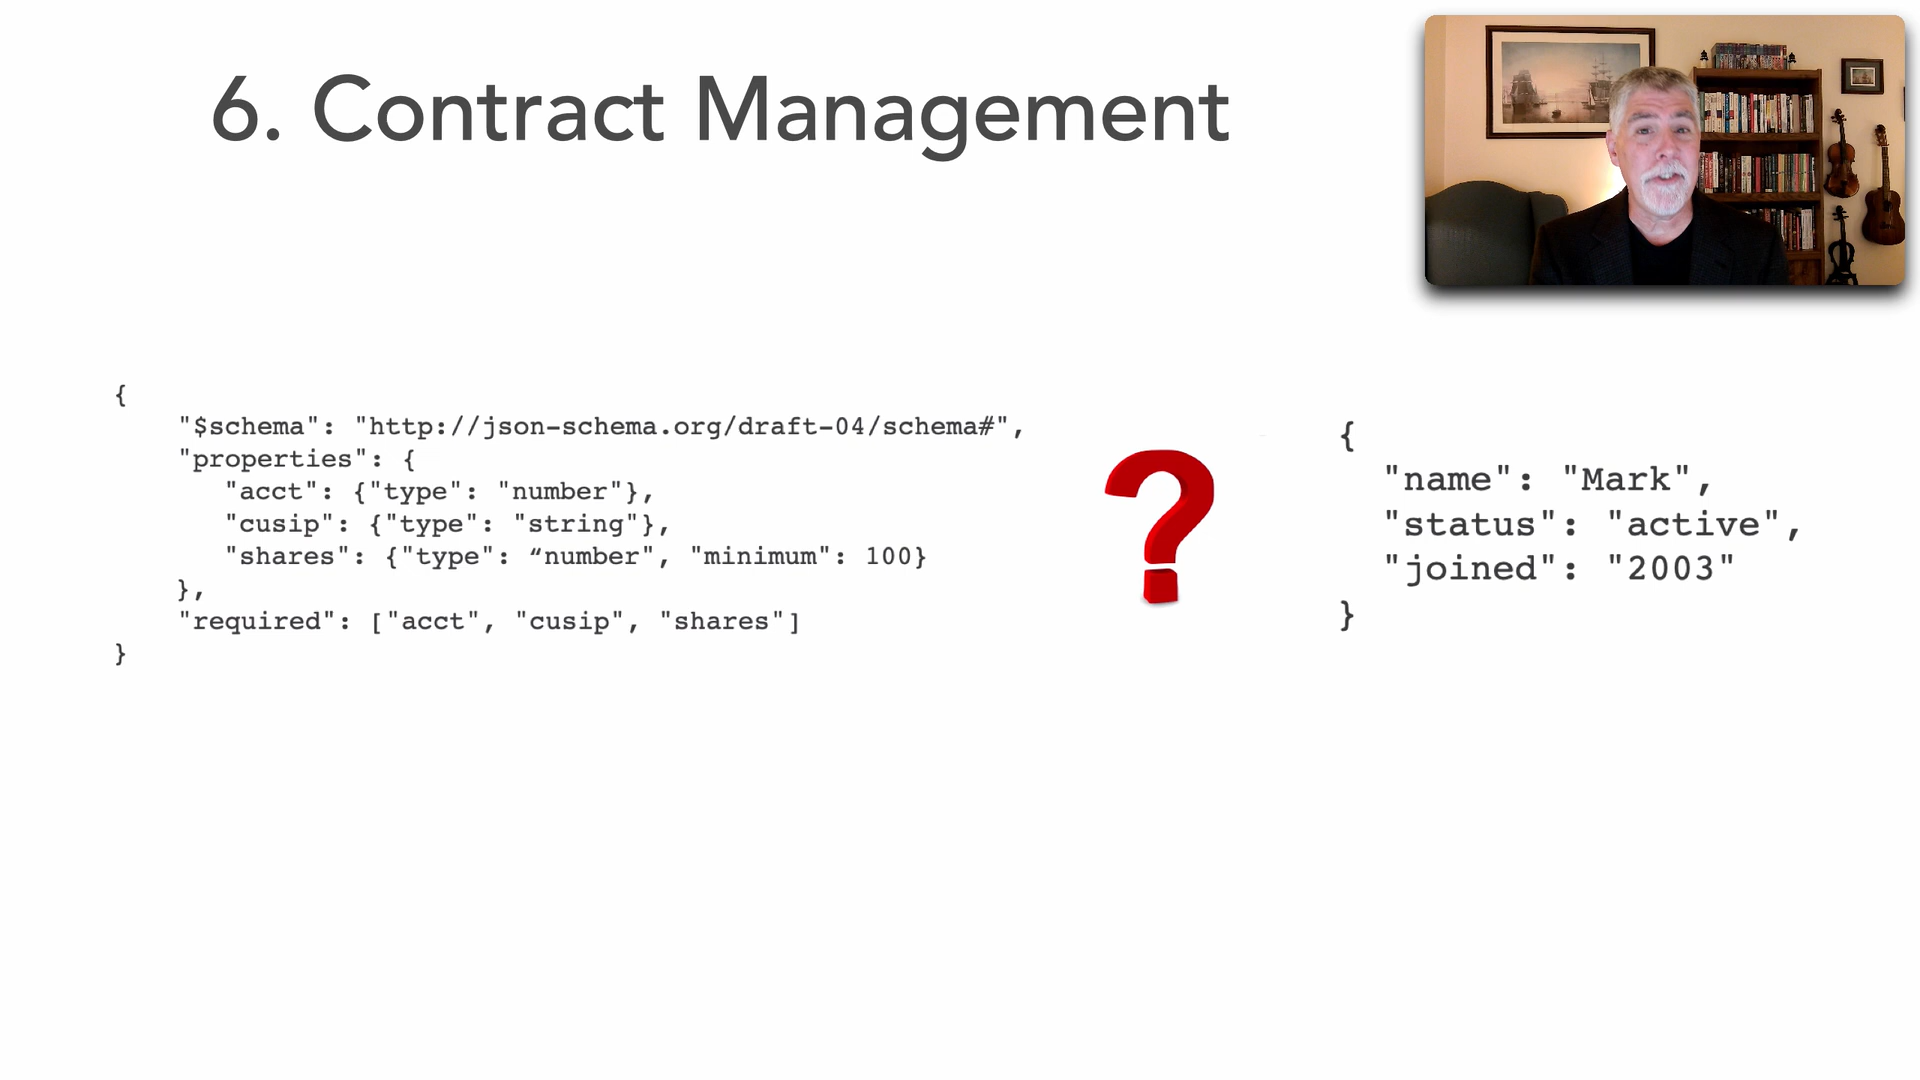 6. Contract Management
{
"$schema": "http://json-schema.org/draft-04/schema#",
"properties": {
"acct": {"type": "number"},
"cusip": {"type": "string"},
"shares": {"type": “number", "minimum": 100}
},
"required": ["acct", "cusip", "shares"]
}
?
{
"name": "Mark",
"status": "active",
"joined": "2003"
}